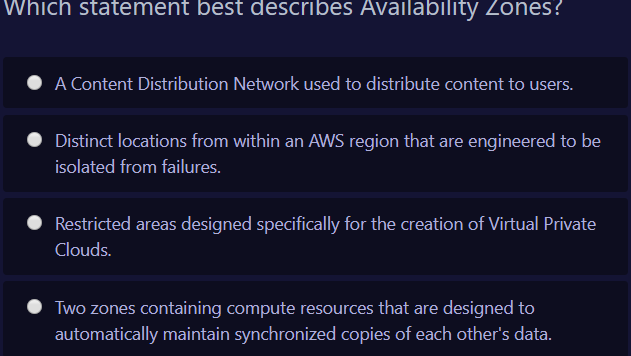 Which statement best describes Availability Zones?
A Content Distribution Network used to distribute content to users.
Distinct locations from within an AWS region that are engineered to be
isolated from failures.
Restricted areas designed specifically for the creation of Virtual Private
Clouds.
Two zones containing compute resources that are designed to
automatically maintain synchronized copies of each other's data.